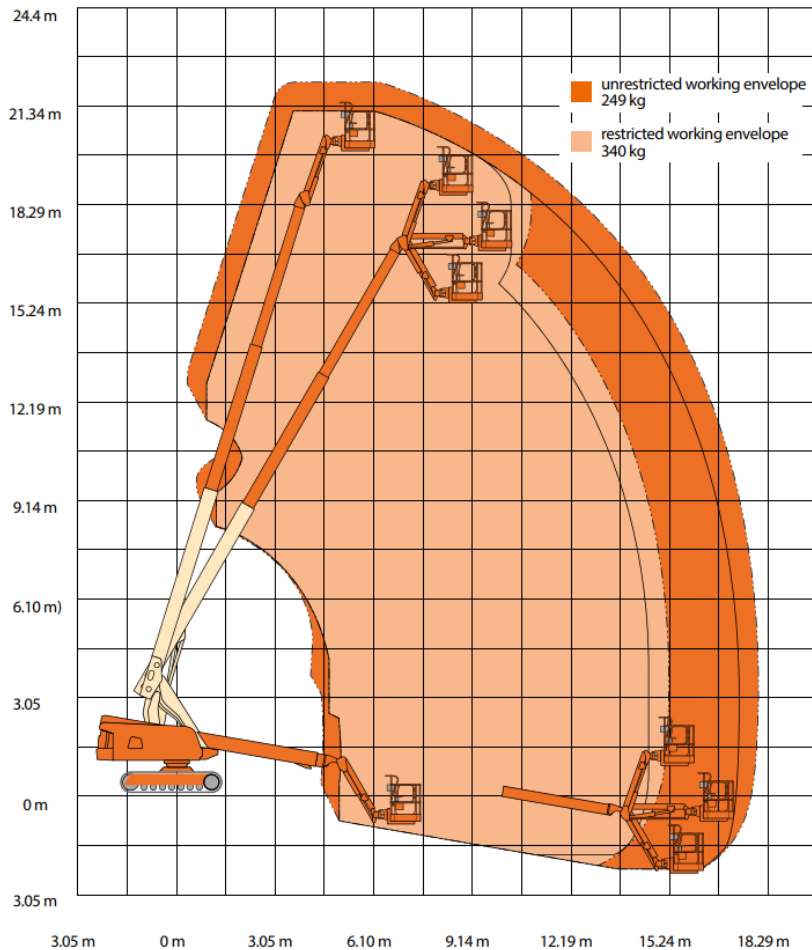 24.4 m
21.34 m
18.29 m
15.24 m
12.19 m
9.14 m
6.10 m)
3.05
0 m
3.05 m
unrestricted working envelope
249 kg
restricted working envelope
340 kg
3.05 m 0 m 3.05 m 6.10 m 9.14 m 12.19 m 15.24 m 18.29 m